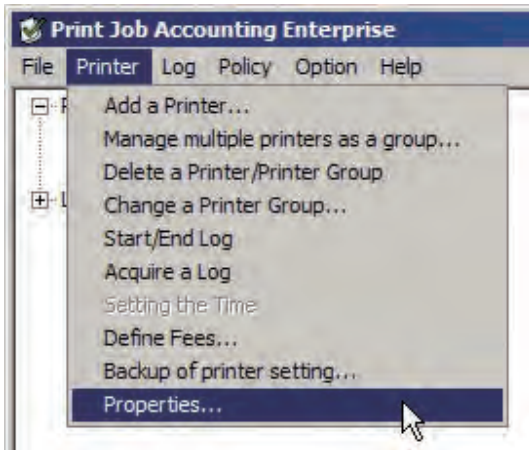 Print Job Accounting Enterprise
File Printer Log Policy Option Help
Add a Printer...
Manage multiple printers as a group...
Delete a Printer/Printer Group
Change a Printer Group...
Start/End Log
Acquire a Log
Setting the Time
Define Fees...
Backup of printer setting...
Properties...